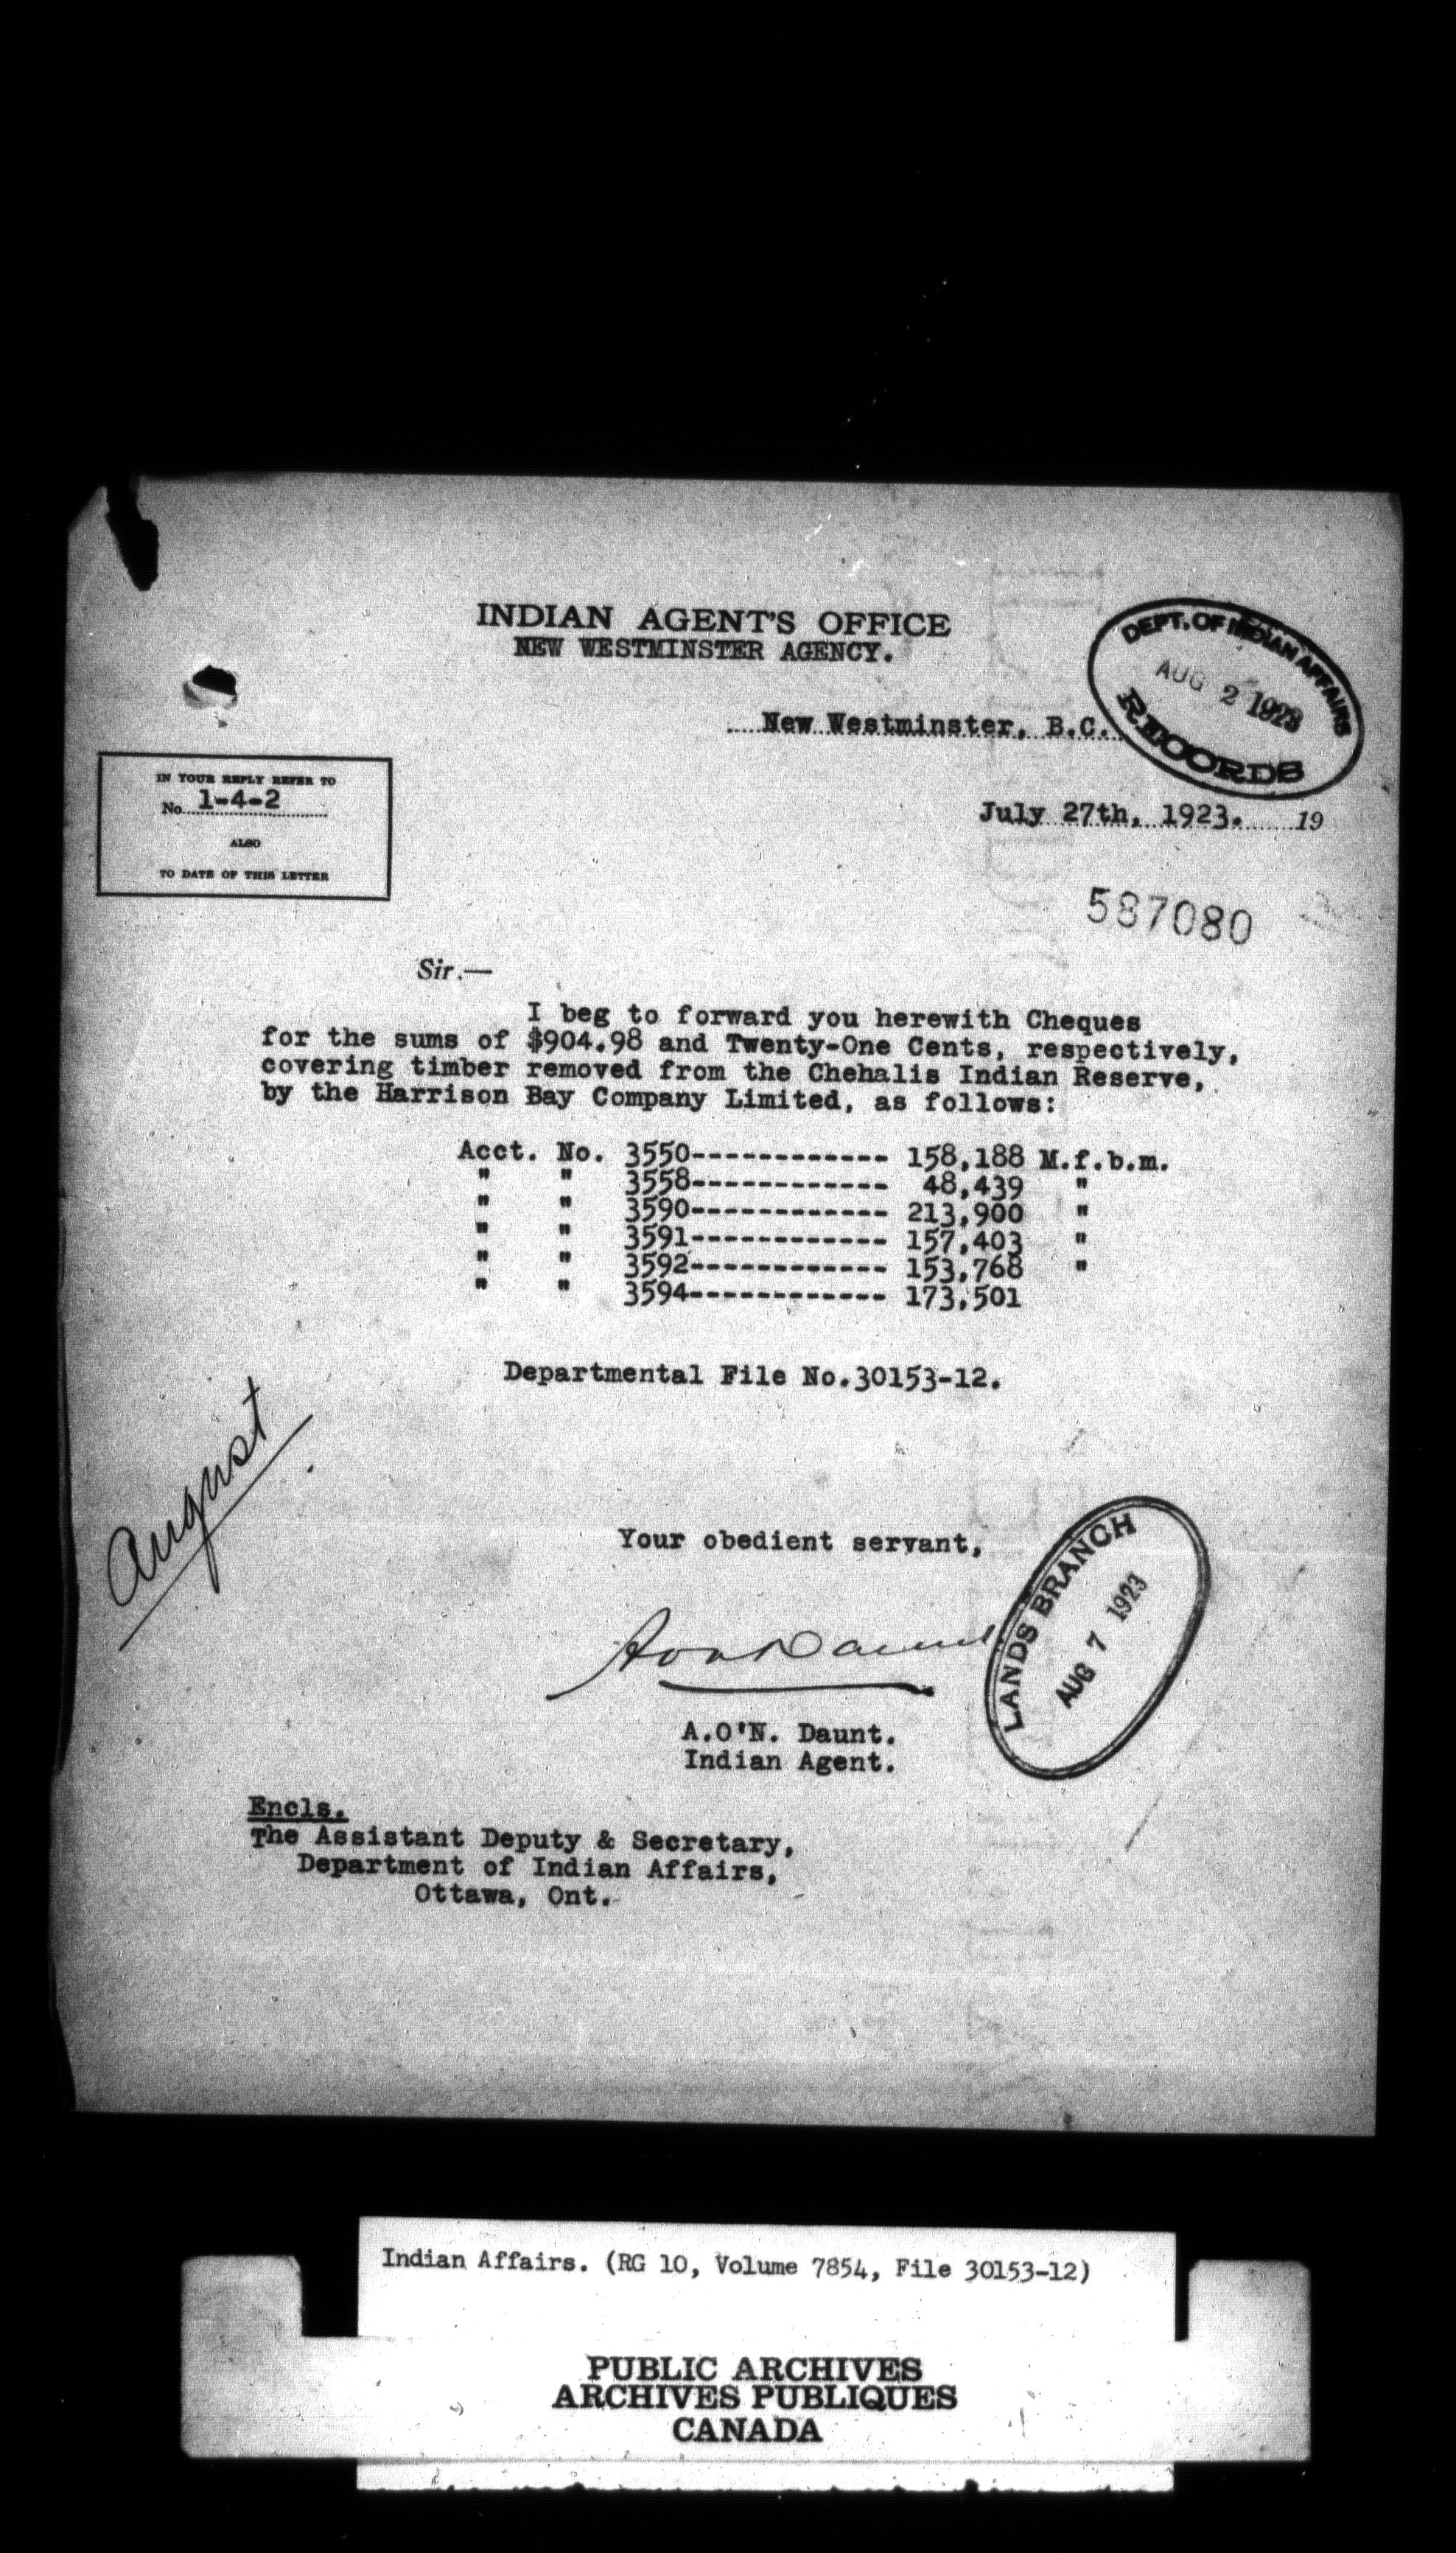 INDIAN AGENT'S OFFICE
NEW WESTMINSTER AGENCY.
DEPT. OF INDIAN AFFAIRS
AUG 2 1923
RECORDS
New Westminster, B.C.
IN YOUR REPLY REFER TO
No. 1-4-2
ALSO
TO DATE OF THIS LETTER
July 27th, 1923. 19
587080
Sir.—
I beg to forward you herewith Cheques
for the sums of $904.98 and Twenty-One Cents, respectively,
covering timber removed from the Chehalis Indian Reserve,
by the Harrison Bay Company Limited, as follows:
Acct. No. 3550------------ 158,188 M.f.b.m.
" " 3558------------ 48,439 "
" " 3590------------ 213,900 "
" " 3591------------ 157,403 "
" " 3592------------ 153,768 "
" " 3594------------ 173,501
Departmental File No.30153-12.
August
Your obedient servant,
LANDS BRANCH
AUG 7 1923
A.O'N. Daunt.
Indian Agent.
Encls.
The Assistant Deputy & Secretary,
Department of Indian Affairs,
Ottawa, Ont.
Indian Affairs. (RG 10, Volume 7854, File 30153-12)
PUBLIC ARCHIVES
ARCHIVES PUBLIQUES
CANADA